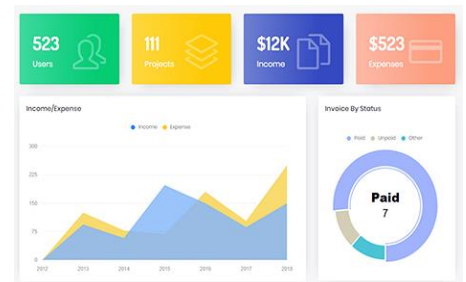 523
Users
111
Projects
$12K
Income
$523
Expenses
Income/Expense
Income Expense
300
225
150
75
0
2012 2013 2014 2015 2016 2017 2018
Invoice By Status
Paid Unpaid Other
Paid
7